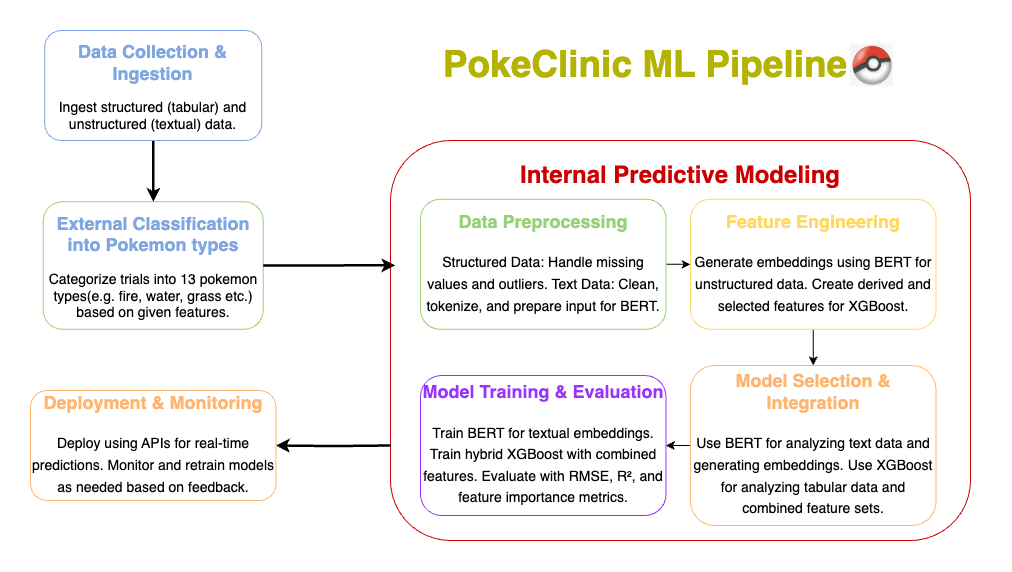 PokeClinic ML Pipeline
Data Collection &
Ingestion
Ingest structured (tabular) and
unstructured (textual) data.
External Classification
into Pokemon types
Categorize trials into 13 pokemon
types(e.g. fire, water, grass etc.)
based on given features.
Internal Predictive Modeling
Data Preprocessing
Structured Data: Handle missing
values and outliers. Text Data: Clean,
tokenize, and prepare input for BERT.
Feature Engineering
Generate embeddings using BERT for
unstructured data. Create derived and
selected features for XGBoost.
Model Selection &
Integration
Use BERT for analyzing text data and
generating embeddings. Use XGBoost
for analyzing tabular data and
combined feature sets.
Model Training & Evaluation
Train BERT for textual embeddings.
Train hybrid XGBoost with combined
features. Evaluate with RMSE, R², and
feature importance metrics.
Deployment & Monitoring
Deploy using APIs for real-time
predictions. Monitor and retrain models
as needed based on feedback.